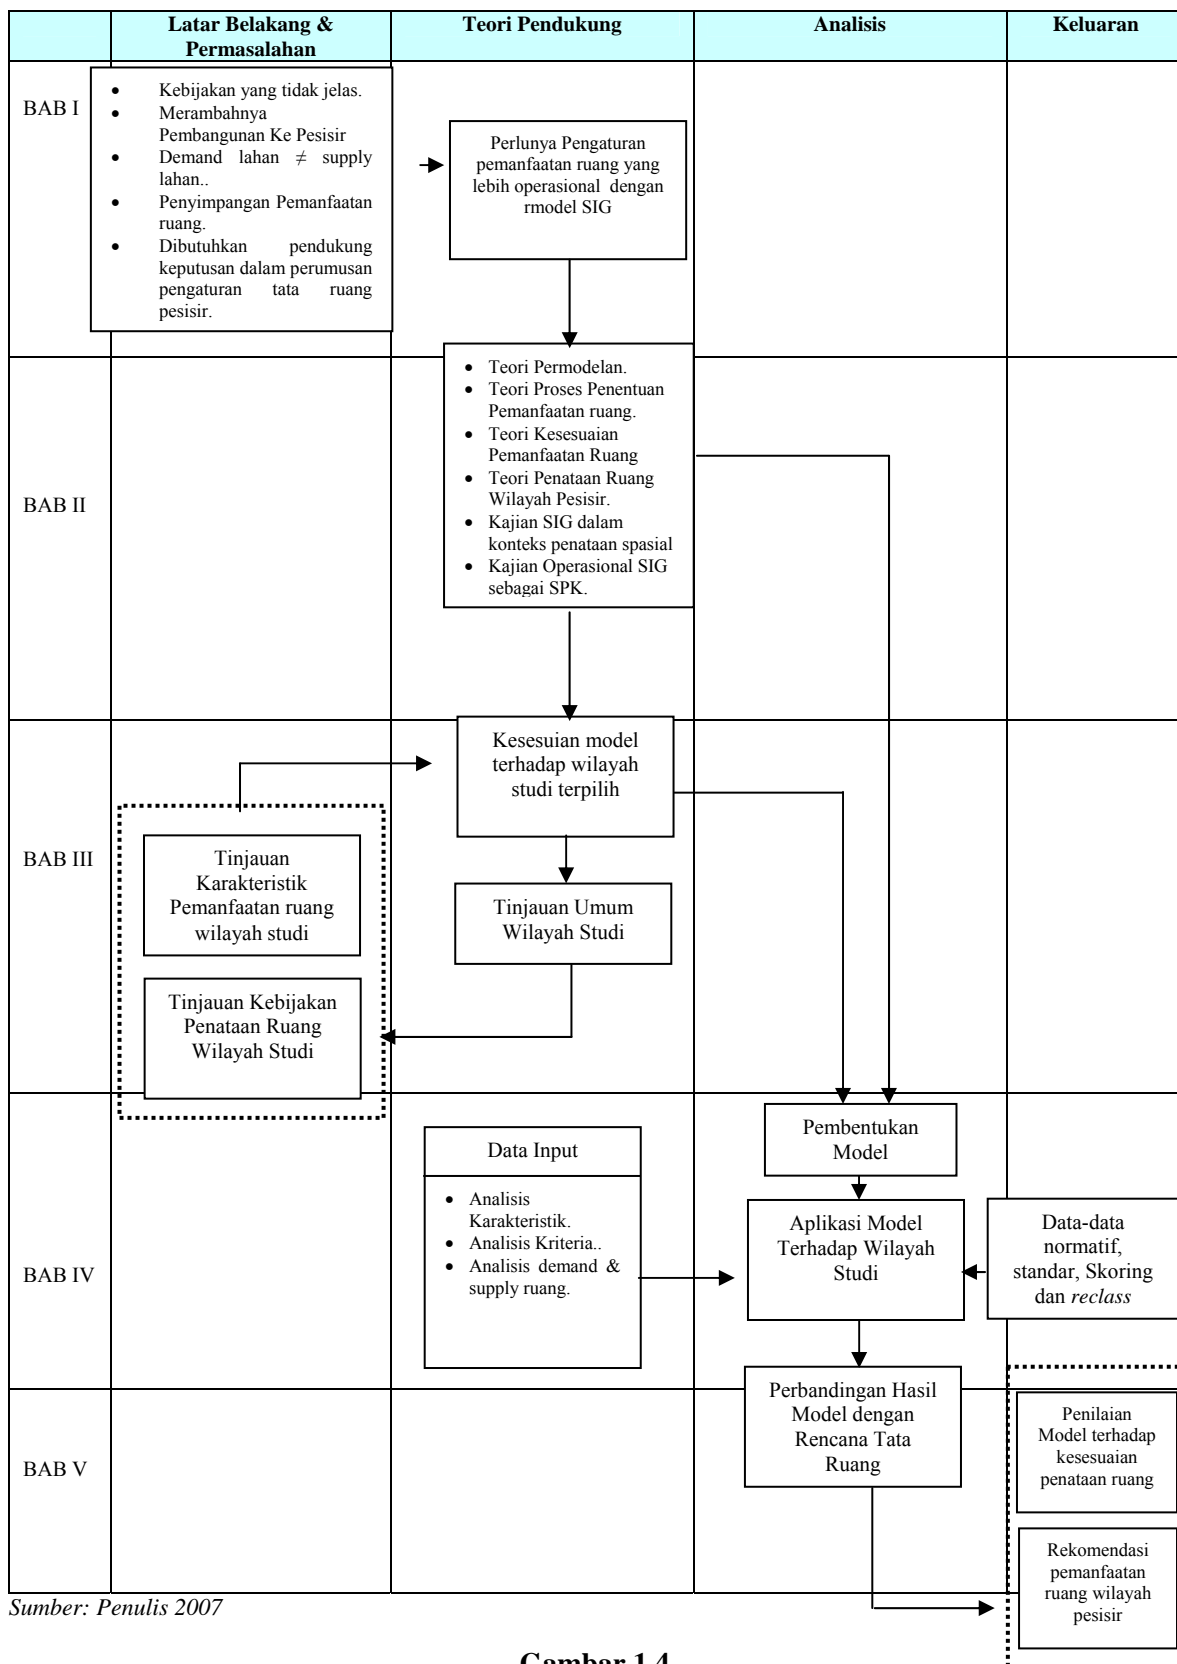 Latar Belakang &
Permasalahan
Teori Pendukung
Analisis
Keluaran
BAB I
• Kebijakan yang tidak jelas.
• Merambahnya
Pembangunan Ke Pesisir
• Demand lahan ≠ supply
lahan..
• Penyimpangan Pemanfaatan
ruang.
• Dibutuhkan pendukung
keputusan dalam perumusan
pengaturan tata ruang
pesisir.
Perlunya Pengaturan
pemanfaatan ruang yang
lebih operasional dengan
rmodel SIG
BAB II
• Teori Permodelan.
• Teori Proses Penentuan
Pemanfaatan ruang.
• Teori Kesesuaian
Pemanfaatan Ruang
• Teori Penataan Ruang
Wilayah Pesisir.
• Kajian SIG dalam
konteks penataan spasial
• Kajian Operasional SIG
sebagai SPK.
BAB III
Kesesuian model
terhadap wilayah
studi terpilih
Tinjauan
Karakteristik
Pemanfaatan ruang
wilayah studi
Tinjauan Umum
Wilayah Studi
Tinjauan Kebijakan
Penataan Ruang
Wilayah Studi
BAB IV
Data Input
• Analisis
Karakteristik.
• Analisis Kriteria..
• Analisis demand &
supply ruang.
Pembentukan
Model
Aplikasi Model
Terhadap Wilayah
Studi
Data-data
normatif,
standar, Skoring
dan reclass
BAB V
Perbandingan Hasil
Model dengan
Rencana Tata
Ruang
Penilaian
Model terhadap
kesesuaian
penataan ruang
Rekomendasi
pemanfaatan
ruang wilayah
pesisir
Sumber: Penulis 2007
Gambar 1.4